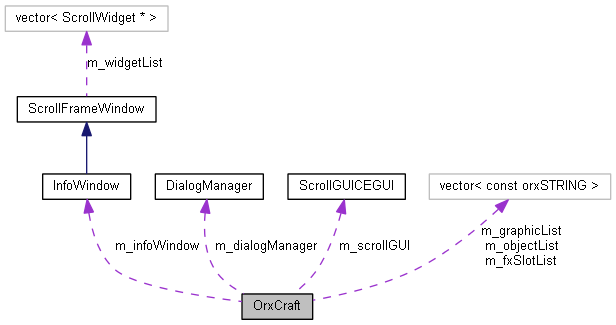 vector< ScrollWidget * >
m_widgetList
ScrollFrameWindow
InfoWindow
DialogManager
ScrollGUICEGUI
vector< const orxSTRING >
m_infoWindow
m_dialogManager
m_scrollGUI
m_graphicList
m_objectList
m_fxSlotList
OrxCraft